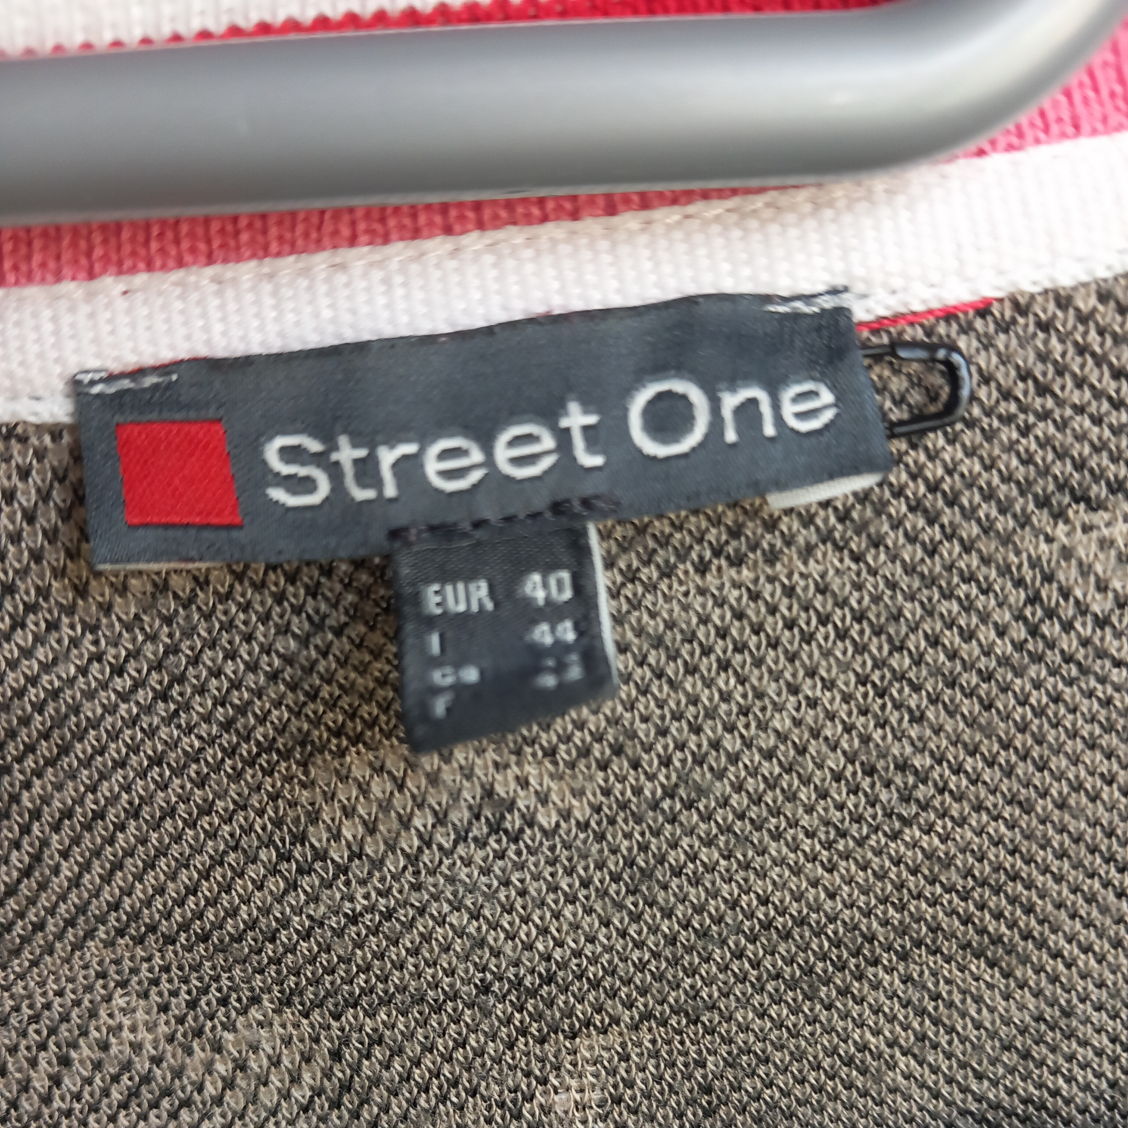 Street One
EUR 40
I 44
F